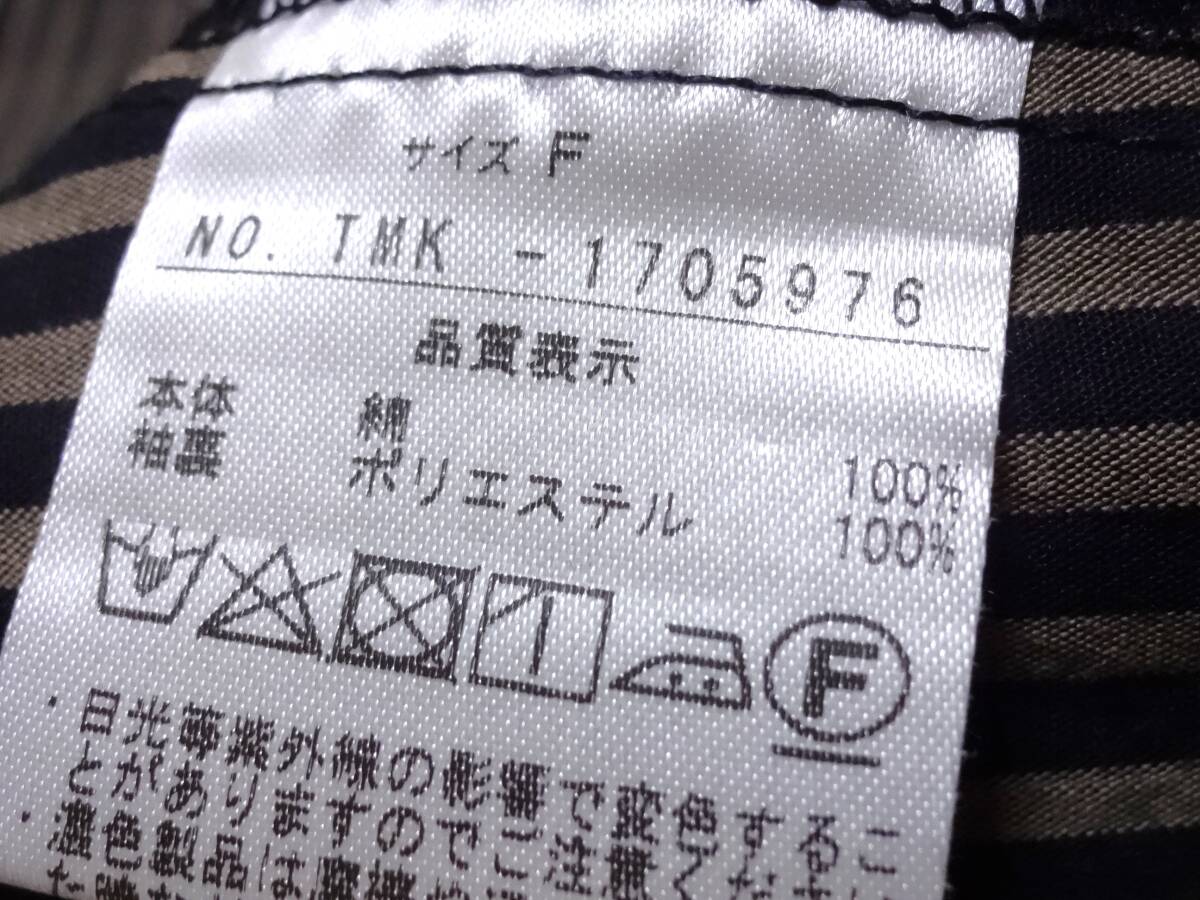 サイズ F
NO. TMK -1705976
品質表示
本体 綿 100%
袖裏 ポリエステル 100%
F
・日光等紫外線の影響で変色するこ
とがありますのでご注意くだ
・濃色製品は摩擦